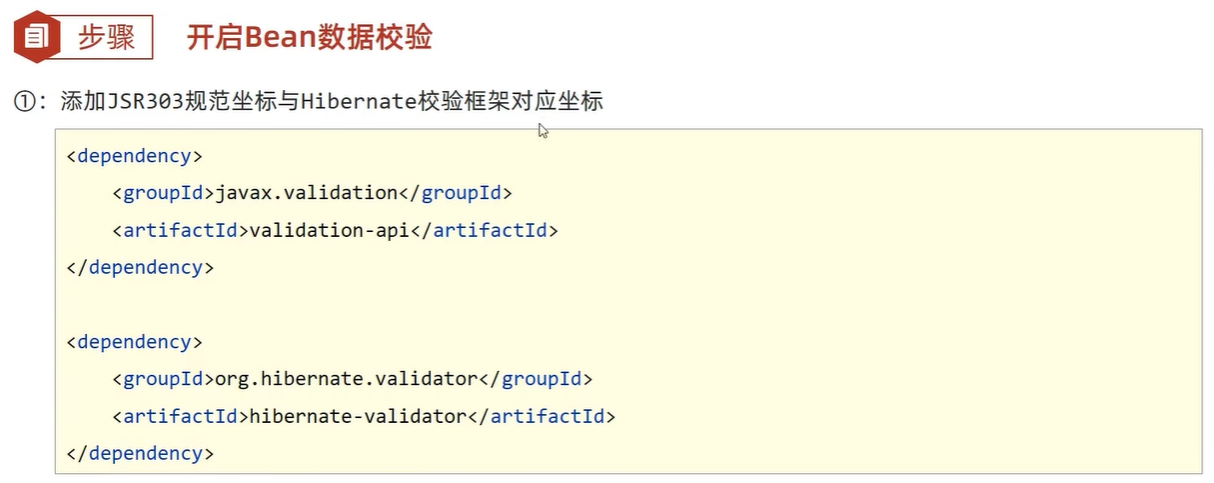 步骤 开启Bean数据校验
①：添加JSR303规范坐标与Hibernate校验框架对应坐标
<dependency>
    <groupId>javax.validation</groupId>
    <artifactId>validation-api</artifactId>
</dependency>
<dependency>
    <groupId>org.hibernate.validator</groupId>
    <artifactId>hibernate-validator</artifactId>
</dependency>